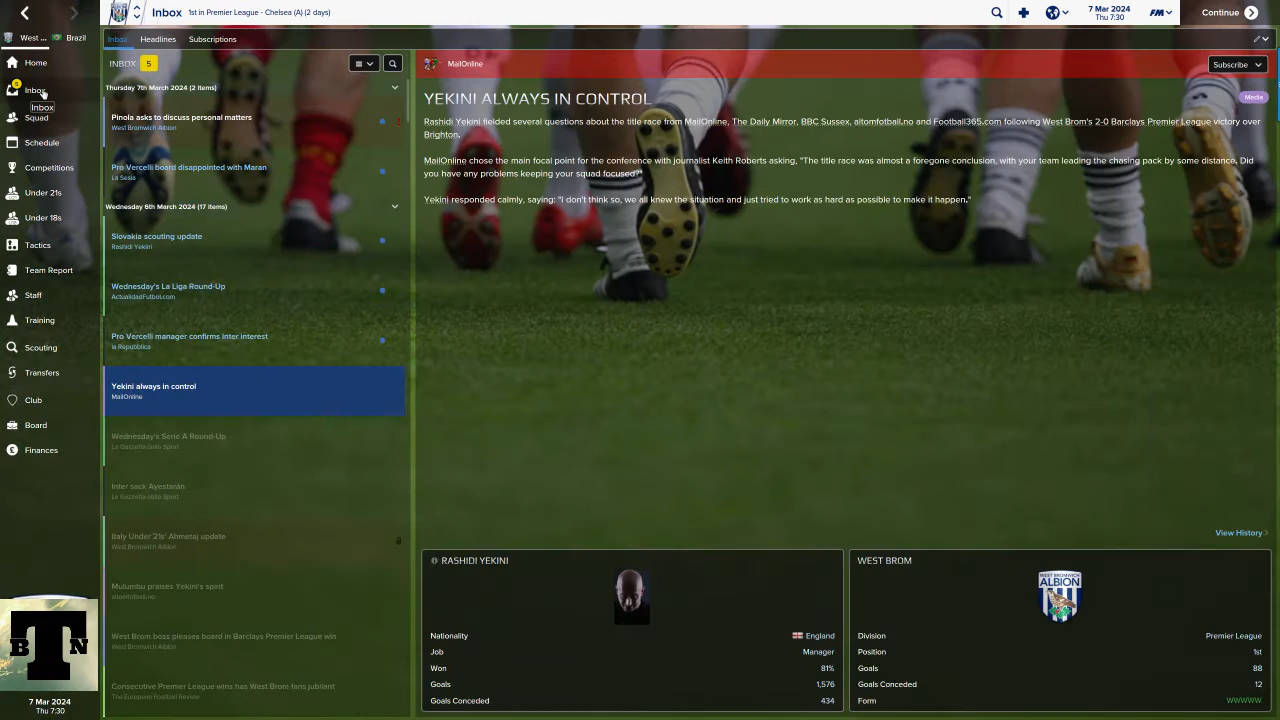 Inbox
1st in Premier League - Chelsea (A) (2 days)
7 Mar 2024
Thu 7:30
FM
Continue
West ...
Brazil
Inbox
Headlines
Subscriptions
Home
5
Inbox
Inbox
Squad
Schedule
Competitions
Under 21s
Under 18s
Tactics
Team Report
Staff
Training
Scouting
Transfers
Club
Board
Finances
B T N
7 Mar 2024
Thu 7:30
INBOX 5
Thursday 7th March 2024 (2 Items)
Pinola asks to discuss personal matters
West Bromwich Albion
Pro Vercelli board disappointed with Maran
La Sesia
Wednesday 6th March 2024 (17 Items)
Slovakia scouting update
Rashidi Yekini
Wednesday's La Liga Round-Up
ActualidadFutbol.com
Pro Vercelli manager confirms Inter interest
la Repubblica
Yekini always in control
MailOnline
Wednesday's Serie A Round-Up
La Gazzetta dello Sport
Inter sack Ayestarán
La Gazzetta dello Sport
Italy Under 21s' Ahmetaj update
West Bromwich Albion
Mulumbu praises Yekini's spirit
altomfotball.no
West Brom boss pleases board in Barclays Premier League win
West Bromwich Albion
Consecutive Premier League wins has West Brom fans jubilant
The European Football Review
MailOnline
Subscribe
YEKINI ALWAYS IN CONTROL
Media
Rashidi Yekini fielded several questions about the title race from MailOnline, The Daily Mirror, BBC Sussex, altomfotball.no and Football365.com following West Brom's 2-0 Barclays Premier League victory over
Brighton.
MailOnline chose the main focal point for the conference with journalist Keith Roberts asking, "The title race was almost a foregone conclusion, with your team leading the chasing pack by some distance. Did
you have any problems keeping your squad focused?"
Yekini responded calmly, saying: "I don't think so, we all knew the situation and just tried to work as hard as possible to make it happen."
View History
RASHIDI YEKINI
Nationality England
Job Manager
Won 81%
Goals 1,576
Goals Conceded 434
WEST BROM
WEST BROMWICH
ALBION
Division Premier League
Position 1st
Goals 88
Goals Conceded 12
Form WWWWW